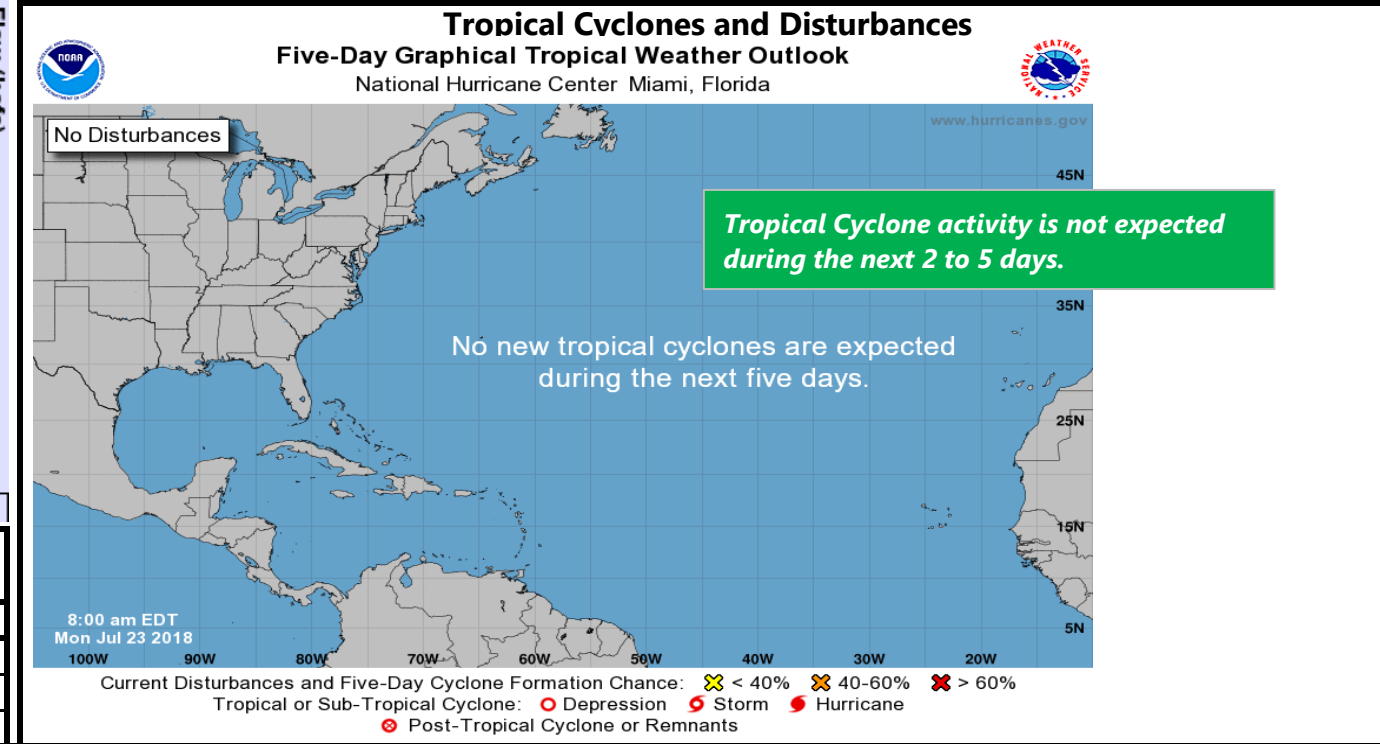 Tropical Cyclones and Disturbances
Five-Day Graphical Tropical Weather Outlook
National Hurricane Center Miami, Florida
NOAA
NATIONAL WEATHER SERVICE
No Disturbances
www.hurricanes.gov
45N
Tropical Cyclone activity is not expected
during the next 2 to 5 days.
35N
No new tropical cyclones are expected
during the next five days.
25N
15N
8:00 am EDT
Mon Jul 23 2018
5N
100W 90W 80W 70W 60W 50W 40W 30W 20W
Current Disturbances and Five-Day Cyclone Formation Chance: < 40% 40-60% > 60%
Tropical or Sub-Tropical Cyclone: Depression Storm Hurricane
Post-Tropical Cyclone or Remnants